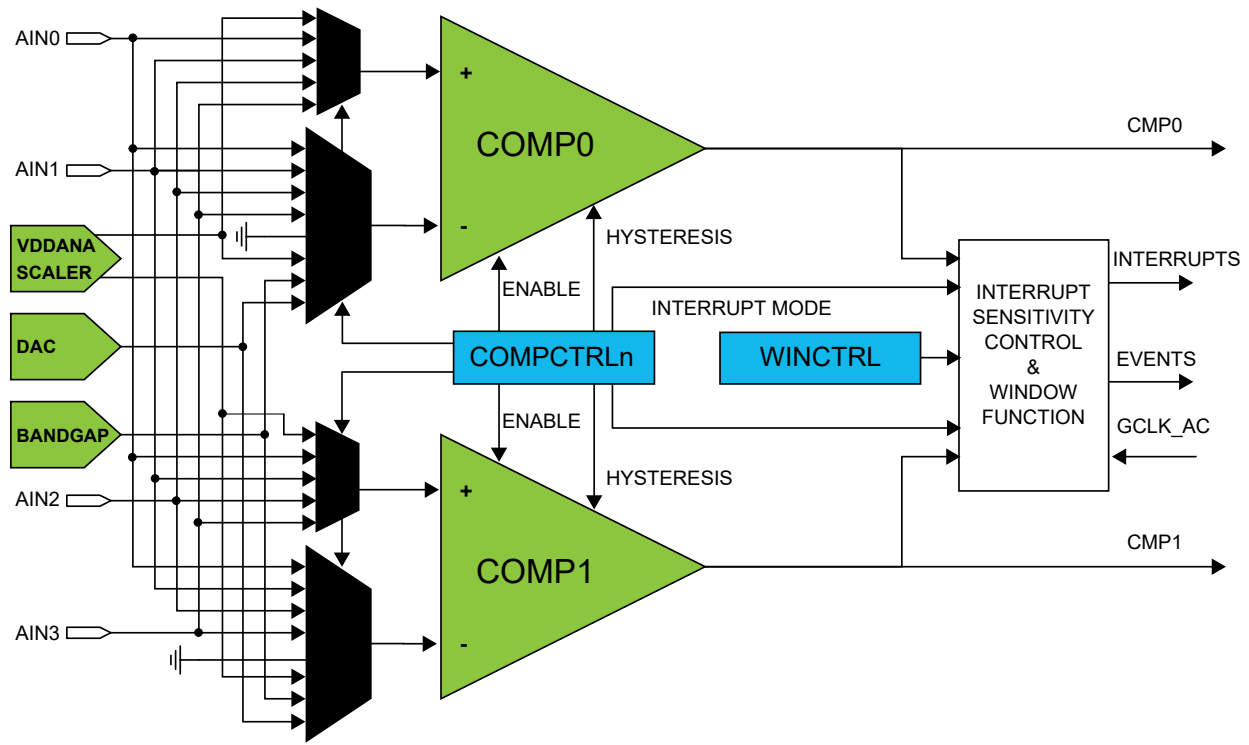 AIN0
+
COMP0
CMP0
AIN1
-
HYSTERESIS
VDDANA
SCALER
ENABLE
INTERRUPTS
INTERRUPT MODE
INTERRUPT
SENSITIVITY
CONTROL
&
WINDOW
FUNCTION
DAC
COMPCTRLn
WINCTRL
EVENTS
BANDGAP
ENABLE
GCLK_AC
HYSTERESIS
AIN2
+
COMP1
CMP1
AIN3
-